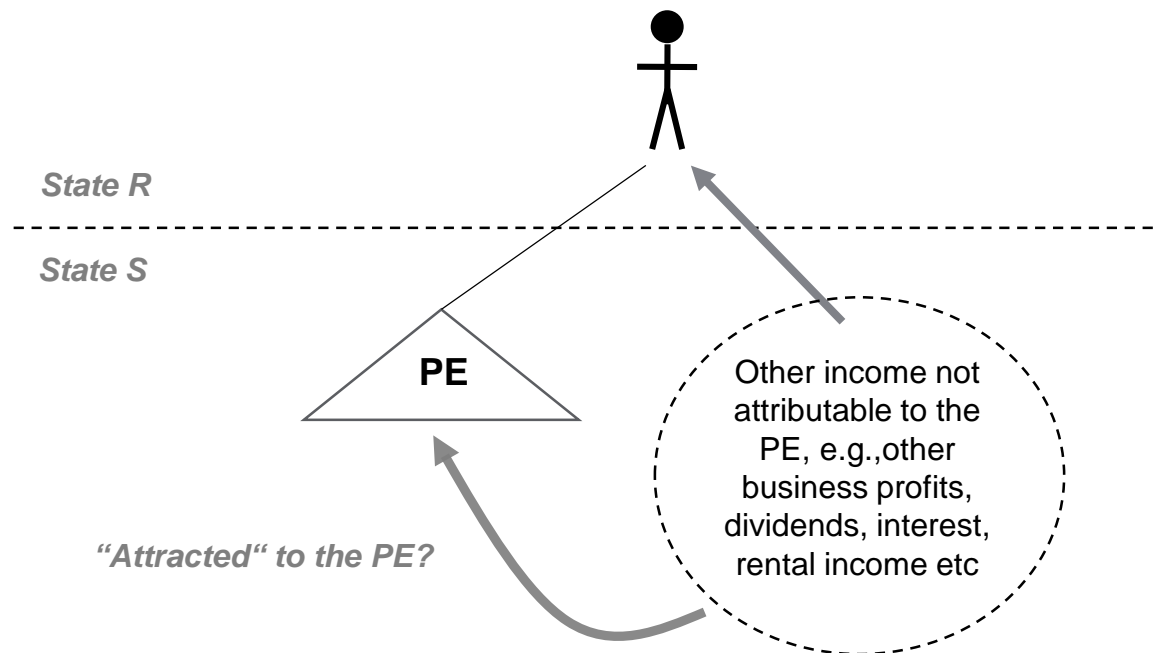 State R
State S
PE
Other income not
attributable to the
PE, e.g.,other
business profits,
dividends, interest,
rental income etc
“Attracted“ to the PE?